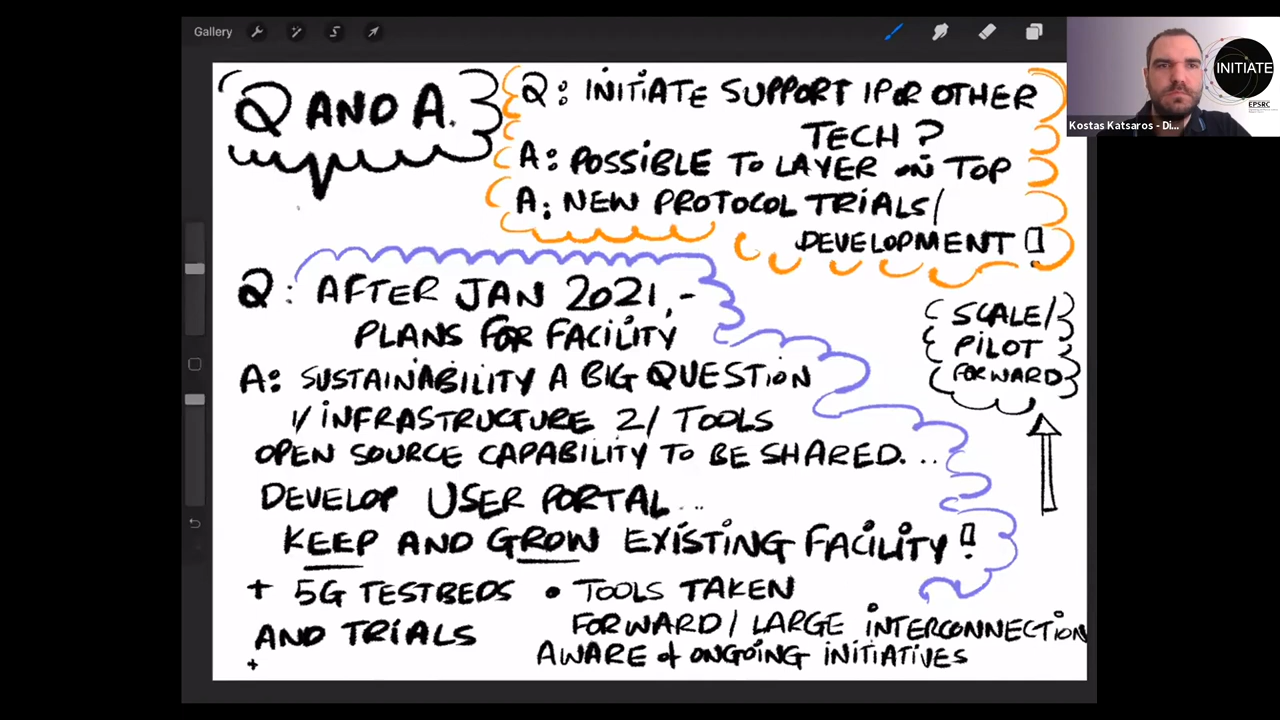 Gallery
Q AND A.
Q: INITIATE SUPPORT IP OR OTHER
TECH?
A: POSSIBLE TO LAYER ON TOP
A: NEW PROTOCOL TRIALS/
DEVELOPMENT!
Q: AFTER JAN 2021, -
PLANS FOR FACILITY
A: SUSTAINABILITY A BIG QUESTION
1/ INFRASTRUCTURE 2/ TOOLS
OPEN SOURCE CAPABILITY TO BE SHARED...
DEVELOP USER PORTAL...
KEEP AND GROW EXISTING FACILITY!
+ 5G TESTBEDS
AND TRIALS
+
• TOOLS TAKEN
FORWARD / LARGE INTERCONNECTION
AWARE of ONGOING INITIATIVES
SCALE/
PILOT
FORWARD
INITIATE
EPSRC
Kostas Katsaros - Di...